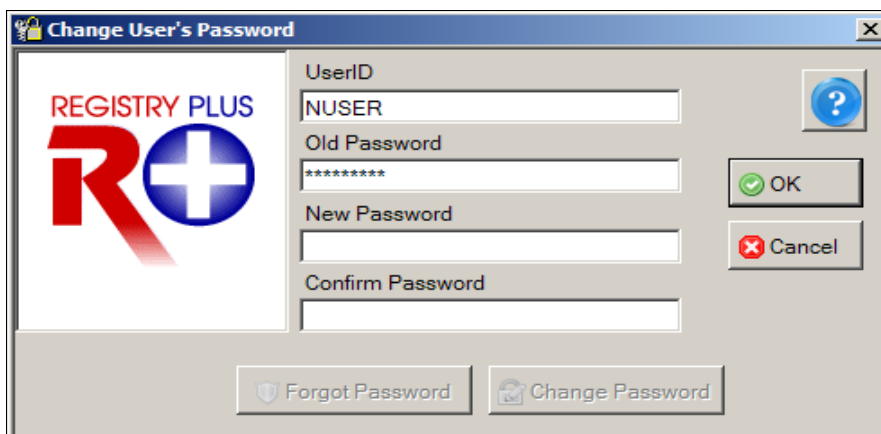 Change User's Password
REGISTRY PLUS
R
UserID
NUSER
Old Password
*********
New Password
Confirm Password
?
OK
Cancel
Forgot Password
Change Password